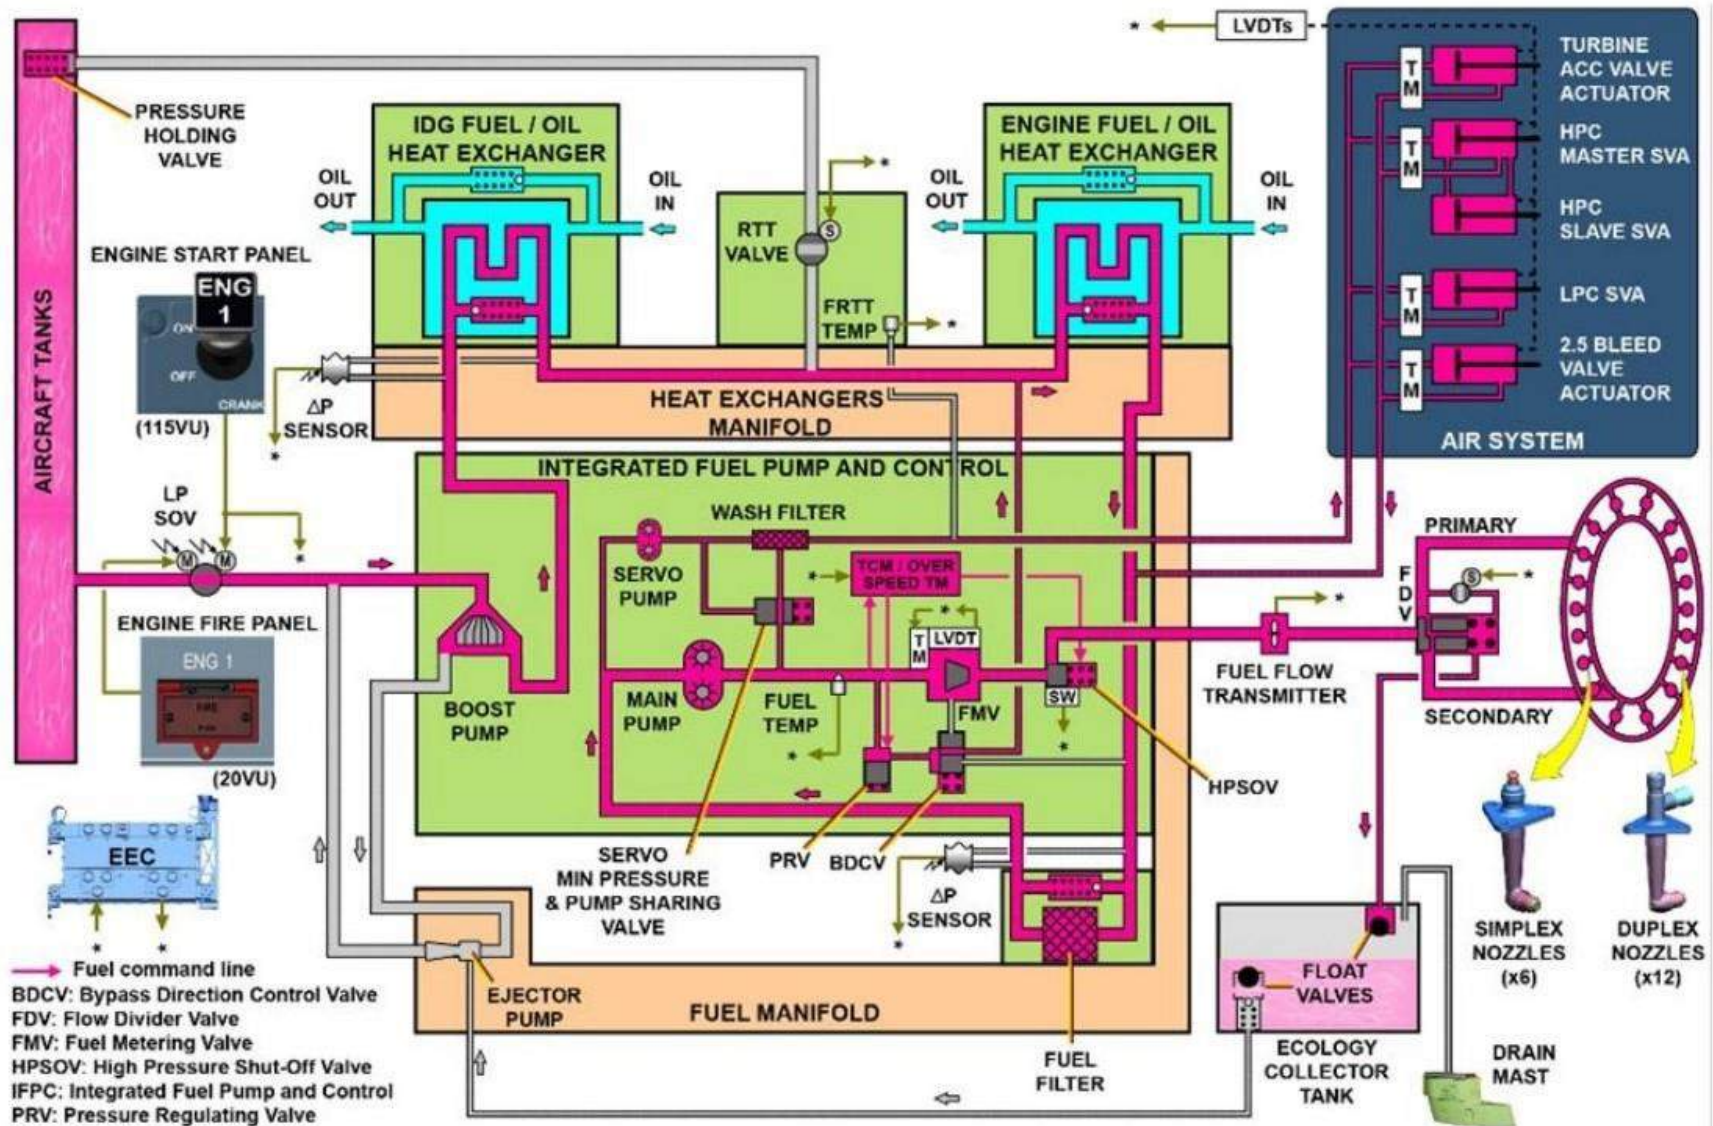 LVDTs
TURBINE
ACC VALVE
ACTUATOR
HPC
MASTER SVA
HPC
SLAVE SVA
LPC SVA
2.5 BLEED
VALVE
ACTUATOR
AIR SYSTEM
TM
TM
TM
TM
PRESSURE
HOLDING
VALVE
IDG FUEL / OIL
HEAT EXCHANGER
OIL
OUT
OIL
IN
RTT
VALVE
S
FRTT
TEMP
ENGINE FUEL / OIL
HEAT EXCHANGER
OIL
OUT
OIL
IN
AIRCRAFT TANKS
ENGINE START PANEL
ENG
1
ON
OFF
CRANK
(115VU)
ΔP
SENSOR
HEAT EXCHANGERS
MANIFOLD
LP
SOV
M
M
ENGINE FIRE PANEL
ENG 1
FIRE
(20VU)
INTEGRATED FUEL PUMP AND CONTROL
WASH FILTER
SERVO
PUMP
TCM / OVER
SPEED TM
TM
LVDT
MAIN
PUMP
FUEL
TEMP
FMV
SW
BOOST
PUMP
HPSOV
FUEL FLOW
TRANSMITTER
FDV
S
PRIMARY
SECONDARY
SERVO
MIN PRESSURE
& PUMP SHARING
VALVE
PRV
BDCV
ΔP
SENSOR
EEC
EJECTOR
PUMP
FUEL MANIFOLD
FUEL
FILTER
FLOAT
VALVES
ECOLOGY
COLLECTOR
TANK
DRAIN
MAST
SIMPLEX
NOZZLES
(x6)
DUPLEX
NOZZLES
(x12)
* *
Fuel command line
BDCV: Bypass Direction Control Valve
FDV: Flow Divider Valve
FMV: Fuel Metering Valve
HPSOV: High Pressure Shut-Off Valve
IFPC: Integrated Fuel Pump and Control
PRV: Pressure Regulating Valve